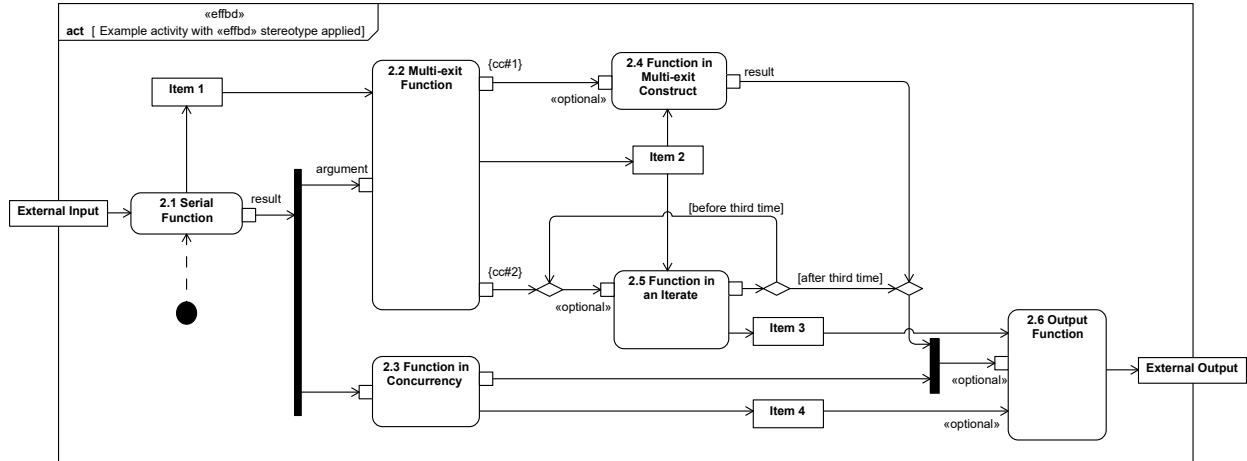 «effbd»
act [ Example activity with «effbd» stereotype applied]
{cc#1}
2.2 Multi-exit
Function
2.4 Function in
Multi-exit
Construct
result
Item 1
«optional»
argument
Item 2
2.1 Serial
Function
result
External Input
[before third time]
{cc#2}
2.5 Function in
an Iterate
[after third time]
«optional»
Item 3
2.6 Output
Function
2.3 Function in
Concurrency
«optional»
External Output
Item 4
«optional»